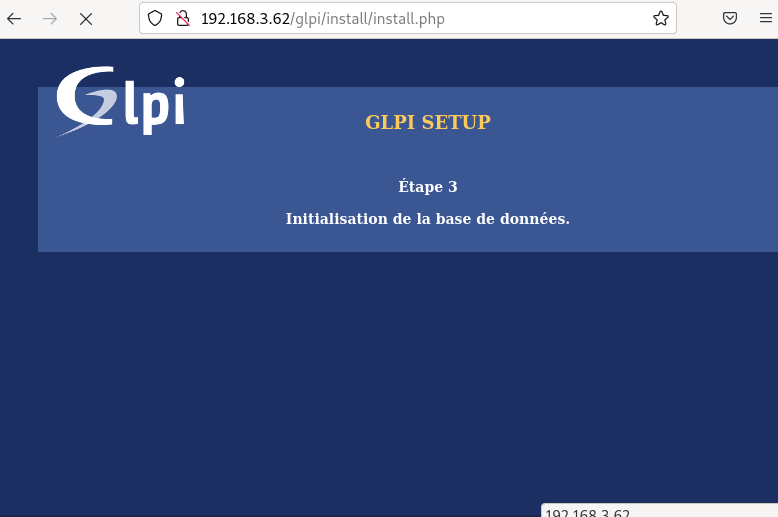 192.168.3.62/glpi/install/install.php
Glpi
GLPI SETUP
Étape 3
Initialisation de la base de données.
192.168.3.62